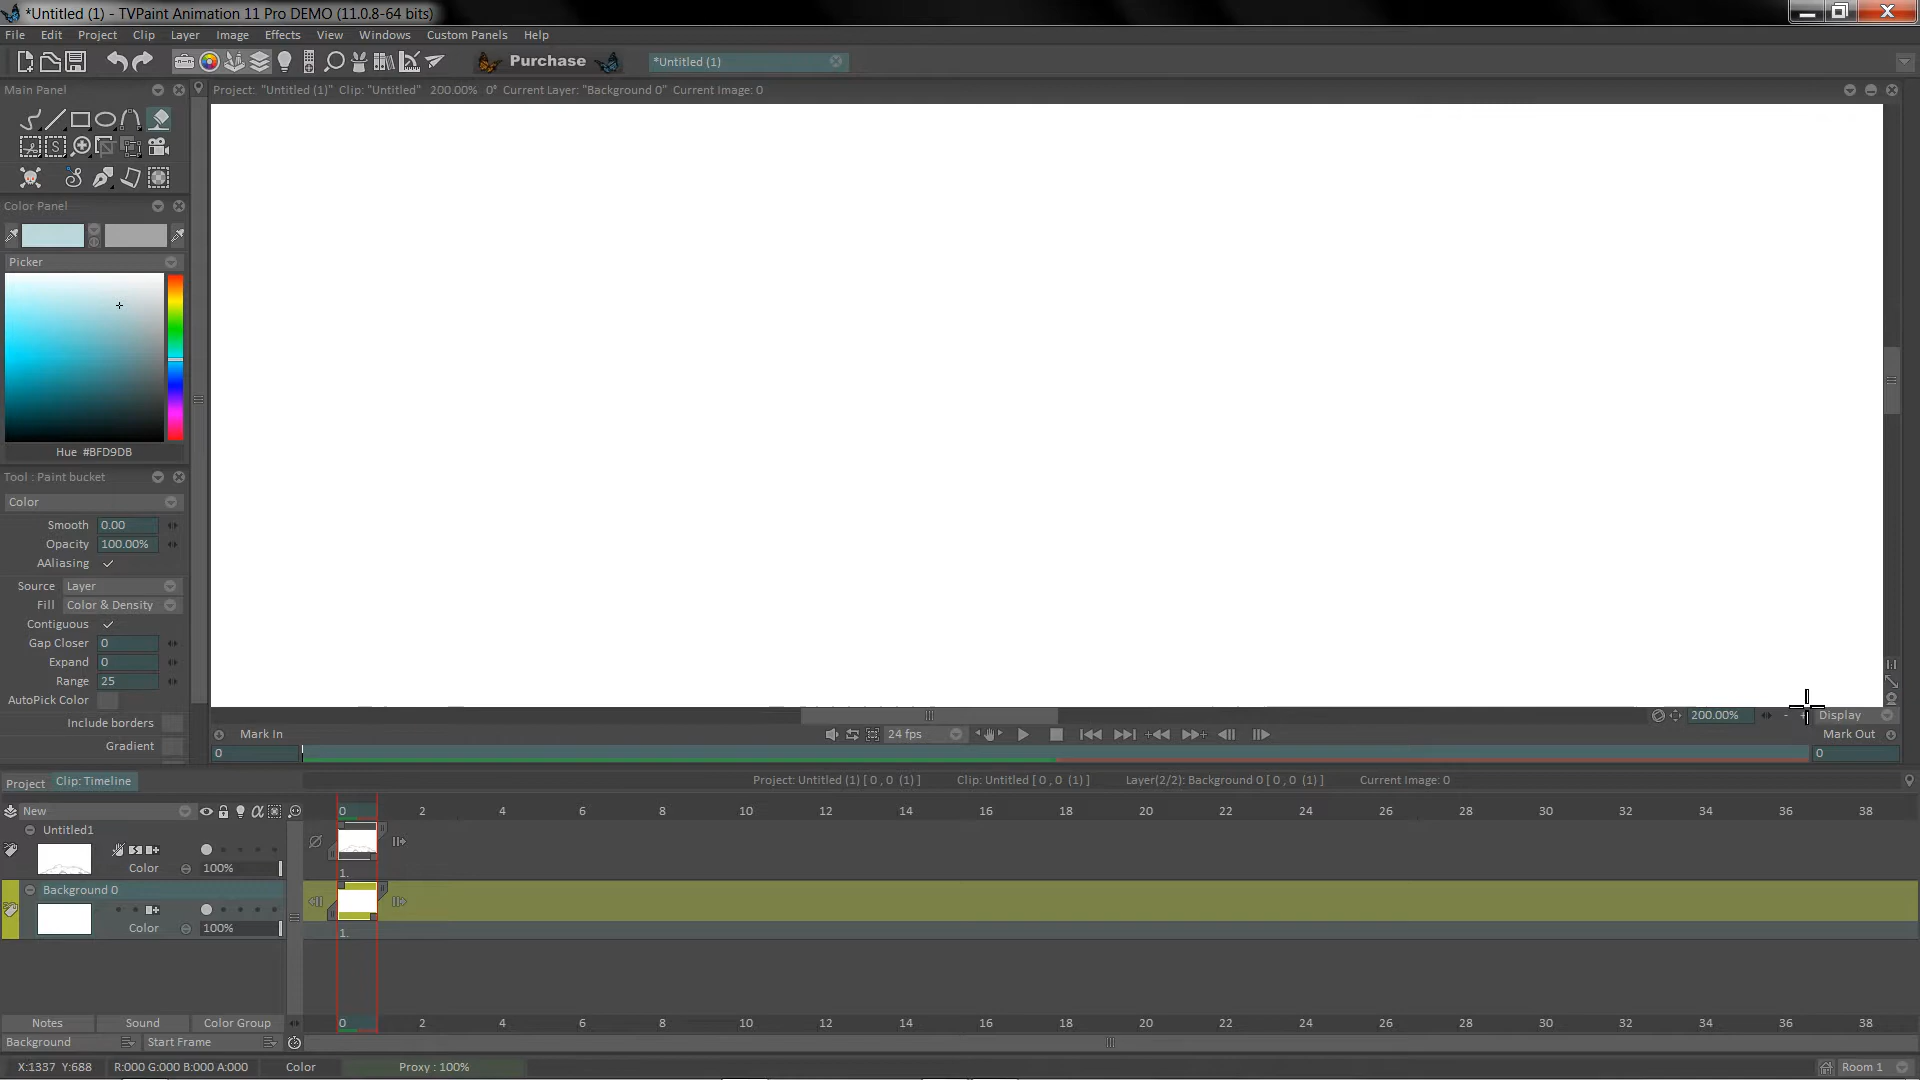 *Untitled (1) - TVPaint Animation 11 Pro DEMO (11.0.8-64 bits)
File Edit Project Clip Layer Image Effects View Windows Custom Panels Help
Purchase *Untitled (1)
Main Panel
Project: "Untitled (1)" Clip: "Untitled" 200.00% 0° Current Layer: "Background 0" Current Image: 0
S
Color Panel
Picker
Hue #BFD9DB
Tool : Paint bucket
Color
Smooth 0.00
Opacity 100.00%
AAliasing
Source Layer
Fill Color & Density
Contiguous
Gap Closer 0
Expand 0
Range 25
AutoPick Color
Include borders
Gradient
200.00% - + Display
Mark In 24 fps Mark Out
0 0
Project Clip: Timeline Project: Untitled (1) [ 0 , 0 (1) ] Clip: Untitled [ 0 , 0 (1) ] Layer(2/2): Background 0 [ 0 , 0 (1) ] Current Image: 0
New 0 2 4 6 8 10 12 14 16 18 20 22 24 26 28 30 32 34 36 38
Untitled1
Color 100% 1.
Background 0
Color 100% 1.
Notes Sound Color Group 0 2 4 6 8 10 12 14 16 18 20 22 24 26 28 30 32 34 36 38
Background Start Frame
X:1337 Y:688 R:000 G:000 B:000 A:000 Color Proxy : 100% Room 1